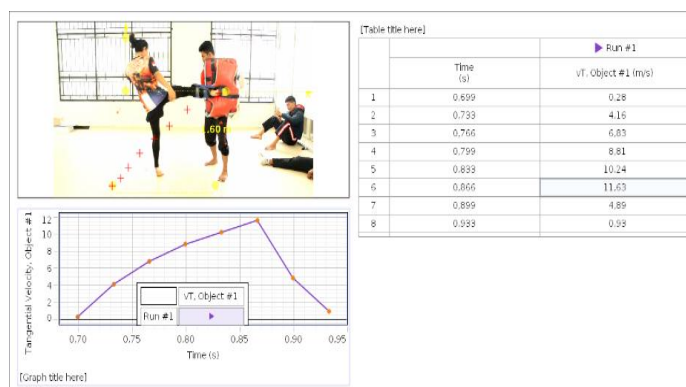 1.60 m
[Table title here]
Run #1
Time (s) vT, Object #1 (m/s)
1 0.699 0.28
2 0.733 4.16
3 0.766 6.83
4 0.799 8.81
5 0.833 10.24
6 0.866 11.63
7 0.899 4.89
8 0.933 0.93
Tangential Velocity, Object #1
12
10
8
6
4
2
0
vT, Object #1
Run #1
0.70 0.75 0.80 0.85 0.90 0.95
Time (s)
[Graph title here]